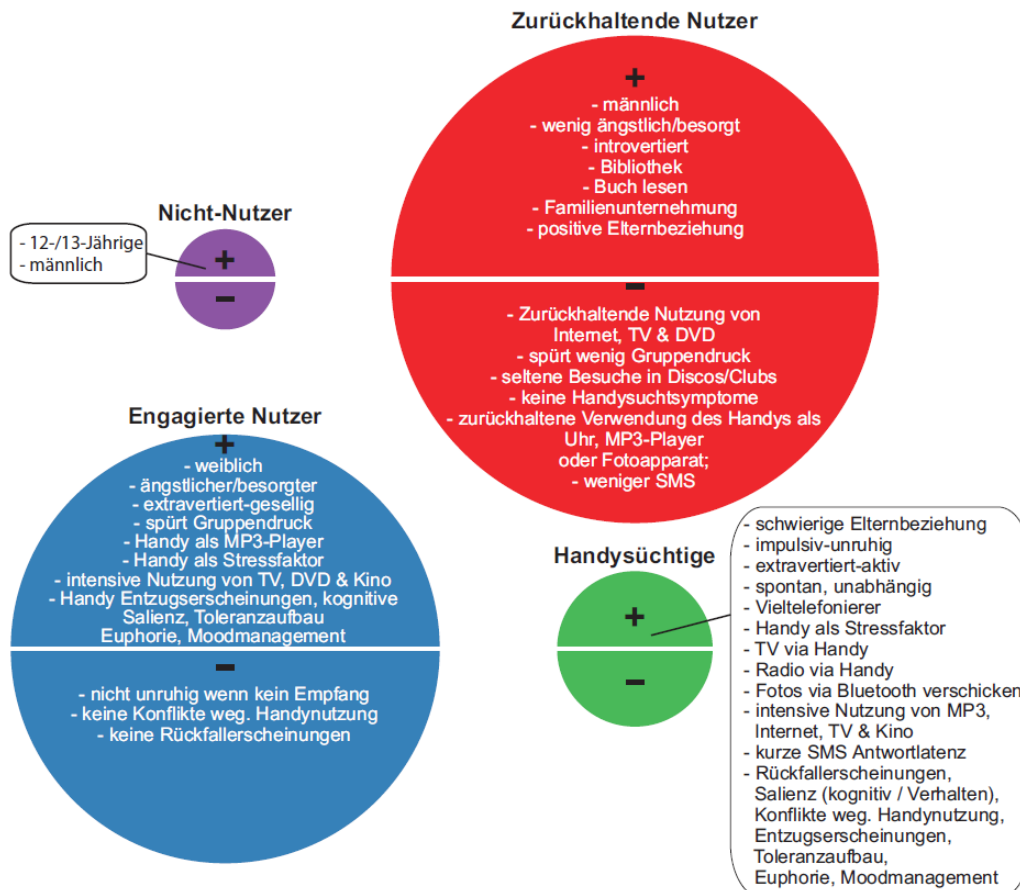 Zurückhaltende Nutzer
+
- männlich
- wenig ängstlich/besorgt
- introvertiert
- Bibliothek
- Buch lesen
- Familienunternehmung
- positive Elternbeziehung
–
- Zurückhaltende Nutzung von
Internet, TV & DVD
- spürt wenig Gruppendruck
- seltene Besuche in Discos/Clubs
- keine Handysuchtsymptome
- zurückhaltene Verwendung des Handys als
Uhr, MP3-Player
oder Fotoapparat;
- weniger SMS
Nicht-Nutzer
- 12-/13-Jährige
- männlich
+
–
Engagierte Nutzer
+
- weiblich
- ängstlicher/besorgter
- extravertiert-gesellig
- spürt Gruppendruck
- Handy als MP3-Player
- Handy als Stressfaktor
- intensive Nutzung von TV, DVD & Kino
- Handy Entzugserscheinungen, kognitive
Salienz, Toleranzaufbau
Euphorie, Moodmanagement
–
- nicht unruhig wenn kein Empfang
- keine Konflikte weg. Handynutzung
- keine Rückfallerscheinungen
Handysüchtige
+
–
- schwierige Elternbeziehung
- impulsiv-unruhig
- extravertiert-aktiv
- spontan, unabhängig
- Vieltelefonierer
- Handy als Stressfaktor
- TV via Handy
- Radio via Handy
- Fotos via Bluetooth verschicken
- intensive Nutzung von MP3,
Internet, TV & Kino
- kurze SMS Antwortlatenz
- Rückfallerscheinungen,
Salienz (kognitiv / Verhalten),
Konflikte weg. Handynutzung,
Entzugserscheinungen,
Toleranzaufbau,
Euphorie, Moodmanagement